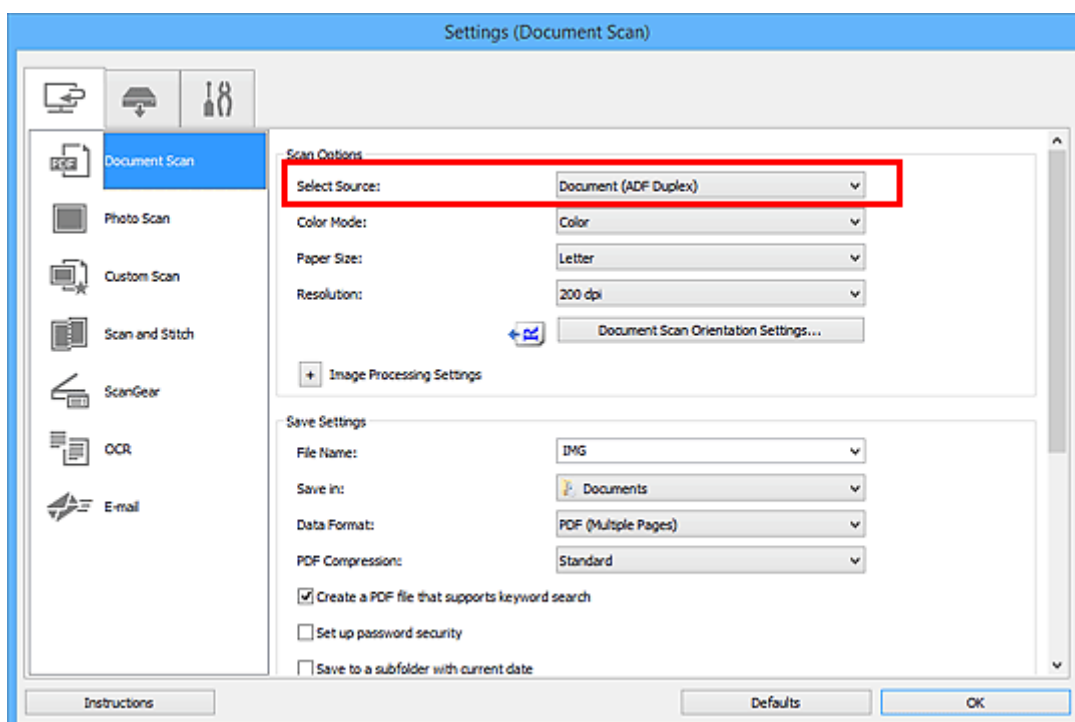 Settings (Document Scan)
PDF
Document Scan
Photo Scan
Custom Scan
Scan and Stitch
ScanGear
OCR
E-mail
Scan Options
Select Source: Document (ADF Duplex)
Color Mode: Color
Paper Size: Letter
Resolution: 200 dpi
R
Document Scan Orientation Settings...
+ Image Processing Settings
Save Settings
File Name: IMG
Save in: Documents
Data Format: PDF (Multiple Pages)
PDF Compression: Standard
Create a PDF file that supports keyword search
Set up password security
Save to a subfolder with current date
Instructions Defaults OK